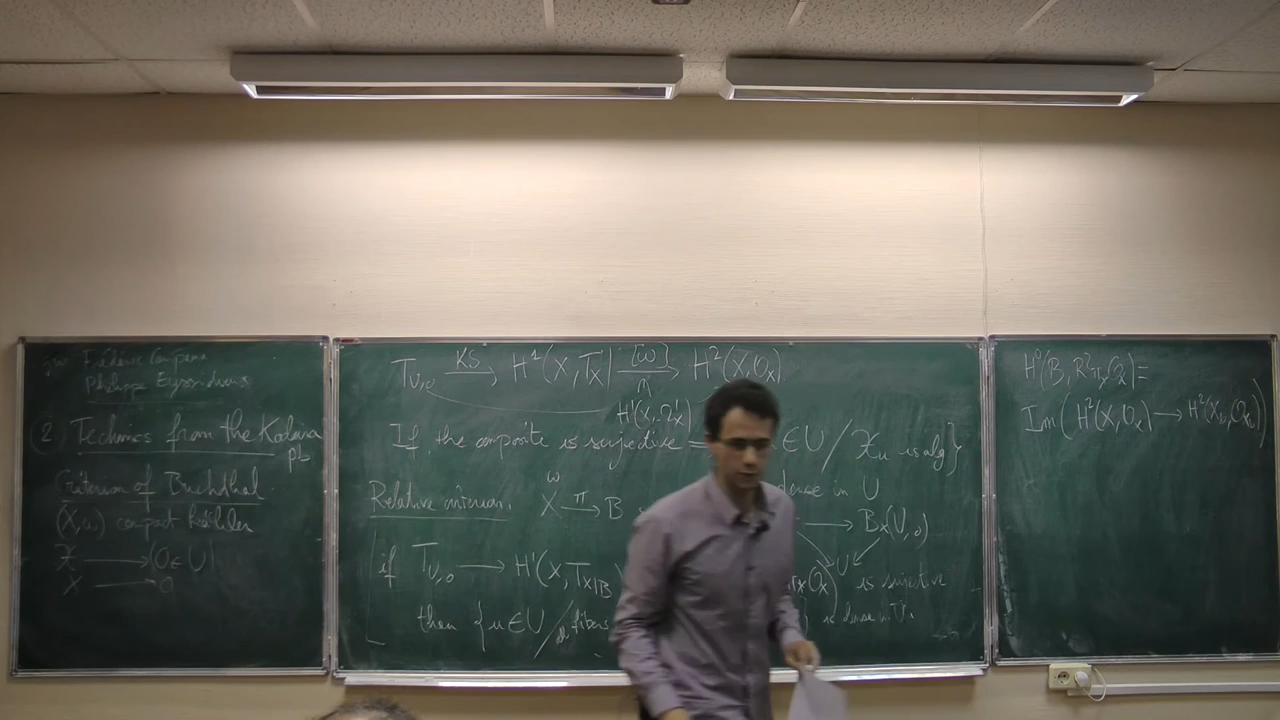 Frédéric Campana
Philippe Eyssidieux
(2) Technics from the Kodaira pb
Criterion of Buchdahl
(X,ω) compact Kähler
𝒳 ⟶ (0∈U)
X ⟶ 0
T_{U,0} —KS→ H¹(X,T_X) —[ω]→ H²(X,O_X)
H¹(X,Ω¹_X)
If the composite is surjective ∈U / 𝒳_u is alg}
dense in U
Relative criterion. X —π→ B
⟶ B×(U,0)
U
if T_{U,0} ⟶ H¹(X,T_{X|B}) is surjective
then {u∈U / fibers is dense in U.
H⁰(B,R²π_*O_X)=
Im(H²(X,O_X) ⟶ H²(X_b,O_{X_b}))